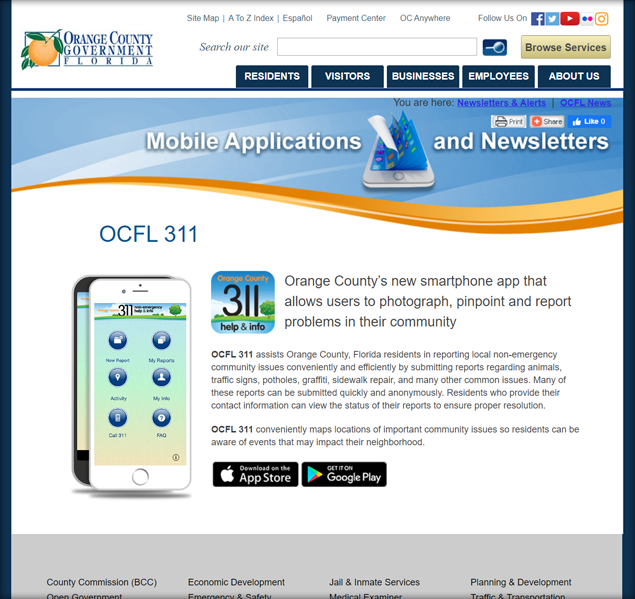 Site Map | A To Z Index | Español Payment Center OC Anywhere Follow Us On
ORANGE COUNTY
GOVERNMENT
FLORIDA
Search our site
Browse Services
RESIDENTS VISITORS BUSINESSES EMPLOYEES ABOUT US
You are here: Newsletters & Alerts | OCFL News
Print Share Like 0
Mobile Applications and Newsletters
OCFL 311
Orange County
311
non-emergency
help & info
New Report My Reports
Activity My Info
Call 311 FAQ
Orange County
311
help & info
Orange County's new smartphone app that
allows users to photograph, pinpoint and report
problems in their community
OCFL 311 assists Orange County, Florida residents in reporting local non-emergency
community issues conveniently and efficiently by submitting reports regarding animals,
traffic signs, potholes, graffiti, sidewalk repair, and many other common issues. Many of
these reports can be submitted quickly and anonymously. Residents who provide their
contact information can view the status of their reports to ensure proper resolution.
OCFL 311 conveniently maps locations of important community issues so residents can be
aware of events that may impact their neighborhood.
Download on the
App Store
GET IT ON
Google Play
County Commission (BCC) Economic Development Jail & Inmate Services Planning & Development
Open Government Emergency & Safety Medical Examiner Traffic & Transportation